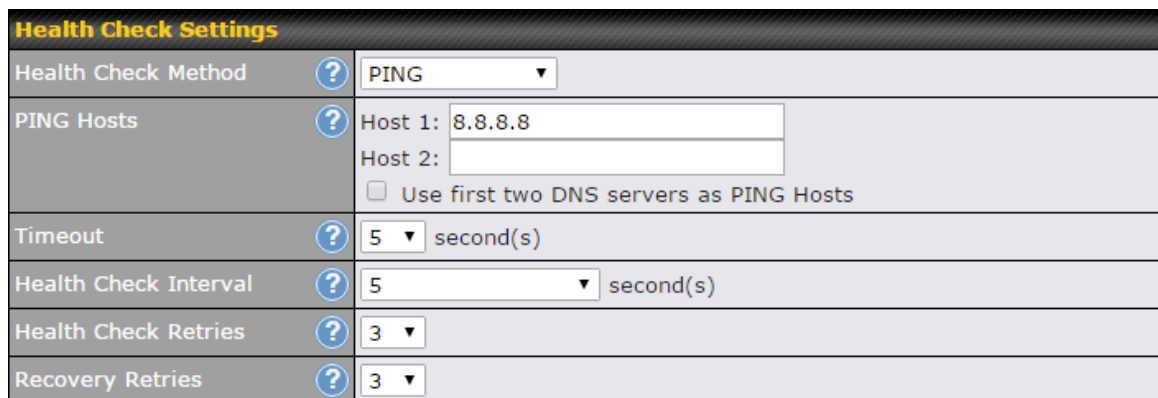 Health Check Settings
Health Check Method ? PING
PING Hosts ? Host 1: 8.8.8.8
Host 2:
Use first two DNS servers as PING Hosts
Timeout ? 5 second(s)
Health Check Interval ? 5 second(s)
Health Check Retries ? 3
Recovery Retries ? 3